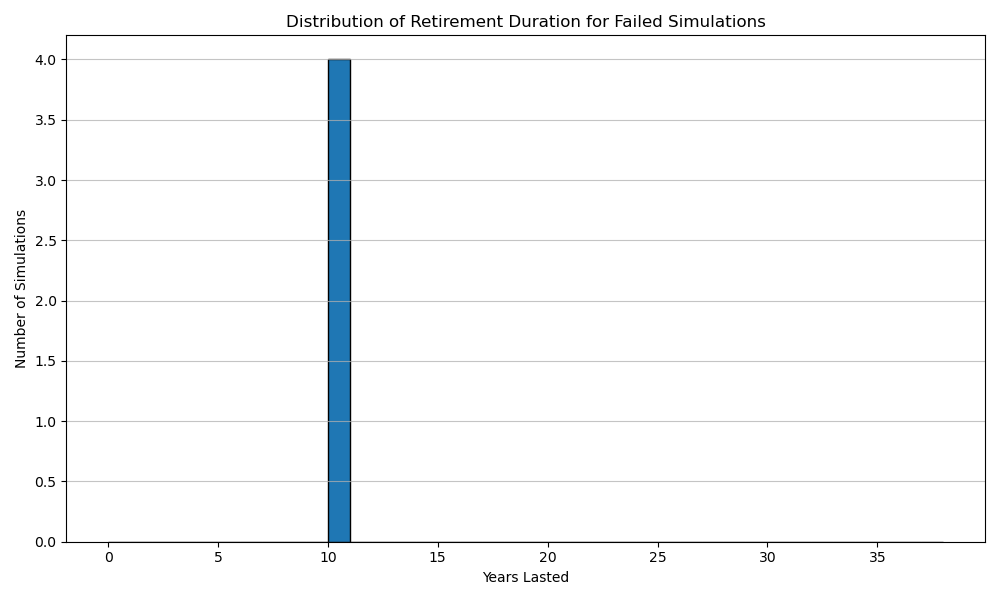 Distribution of Retirement Duration for Failed Simulations
4.0
3.5
3.0
2.5
2.0
1.5
1.0
0.5
0.0
Number of Simulations
0 5 10 15 20 25 30 35
Years Lasted